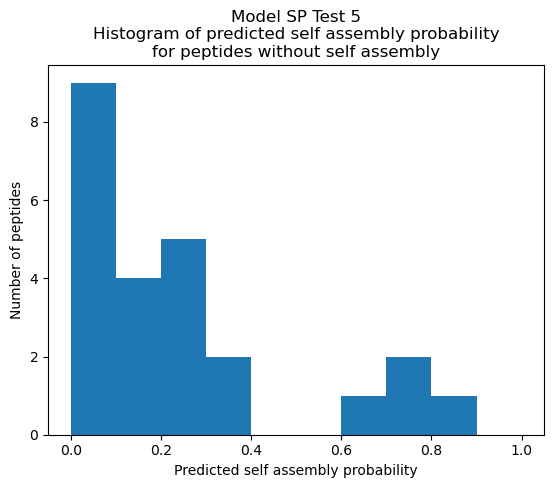 Model SP Test 5
Histogram of predicted self assembly probability
for peptides without self assembly
Number of peptides
8
6
4
2
0
0.0 0.2 0.4 0.6 0.8 1.0
Predicted self assembly probability